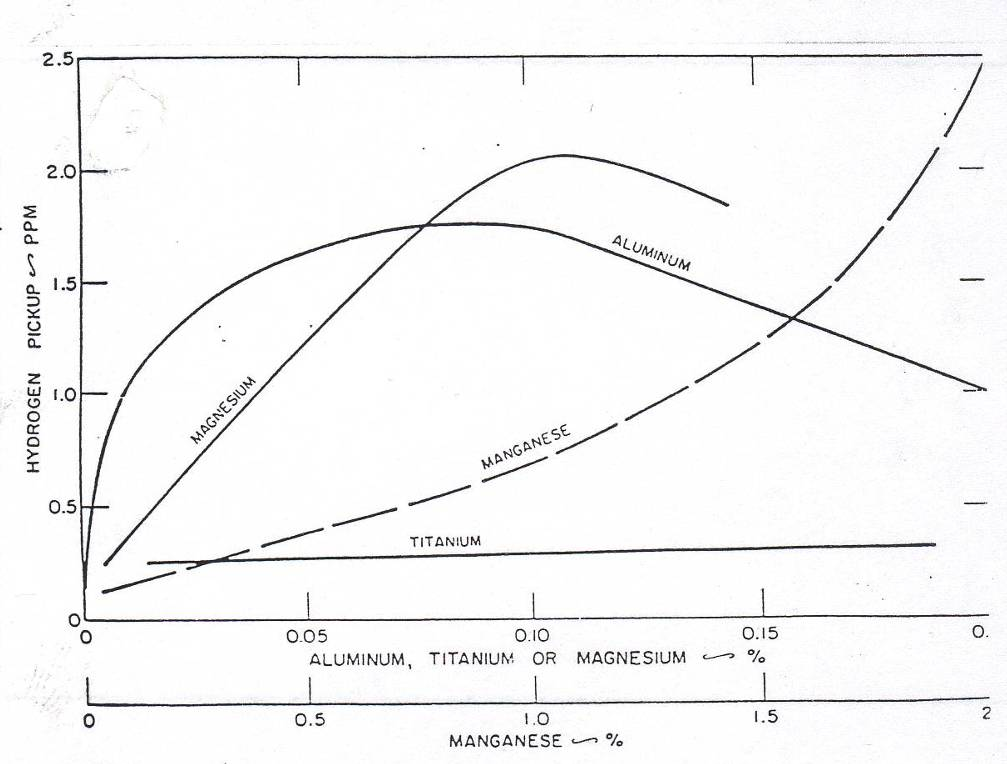 2.5
2.0
1.5
1.0
0.5
0
HYDROGEN PICKUP ~ PPM
MAGNESIUM
ALUMINUM
MANGANESE
TITANIUM
0 0.05 0.10 0.15 0.
ALUMINUM, TITANIUM OR MAGNESIUM ~ %
0 0.5 1.0 1.5 2
MANGANESE ~ %